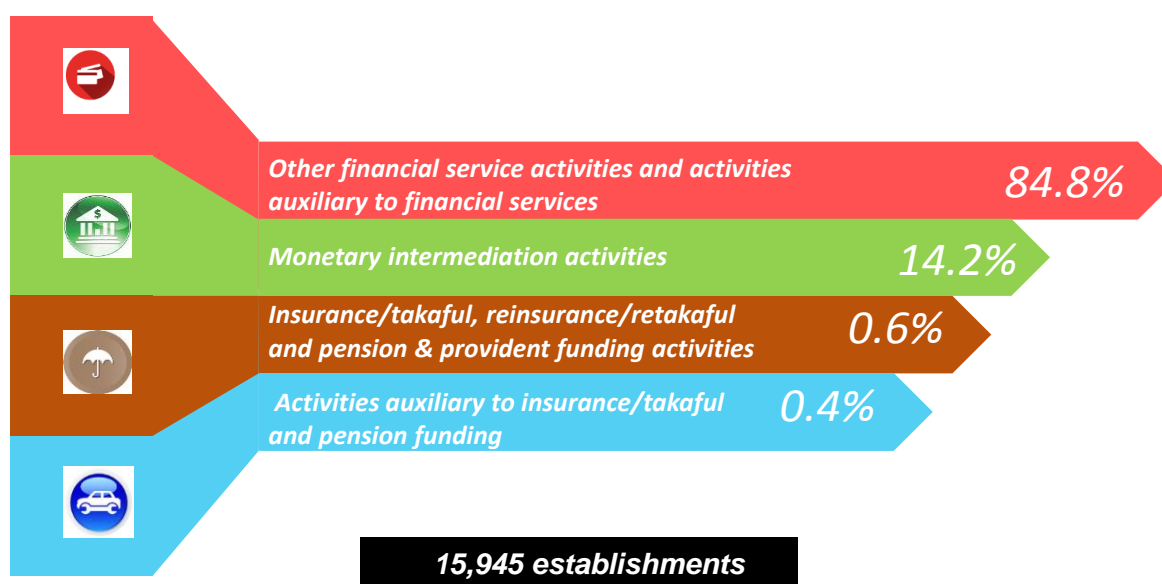 Other financial service activities and activities
auxiliary to financial services
84.8%
Monetary intermediation activities
14.2%
Insurance/takaful, reinsurance/retakaful
and pension & provident funding activities
0.6%
Activities auxiliary to insurance/takaful
and pension funding
0.4%
15,945 establishments